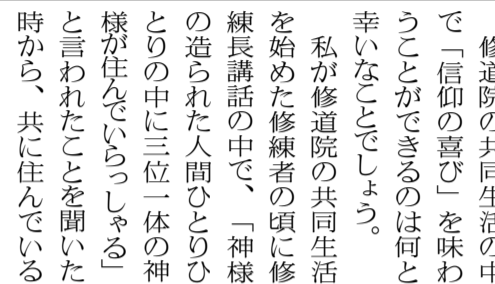 修道院の共同生活の中
で「信仰の喜び」を味わ
うことができるのは何と
幸いなことでしょう。
私が修道院の共同生活
を始めた修練者の頃に修
練長講話の中で、「神様
の造られた人間ひとりひ
とりの中に三位一体の神
様が住んでいらっしゃる」
と言われたことを聞いた
時から、共に住んでいる